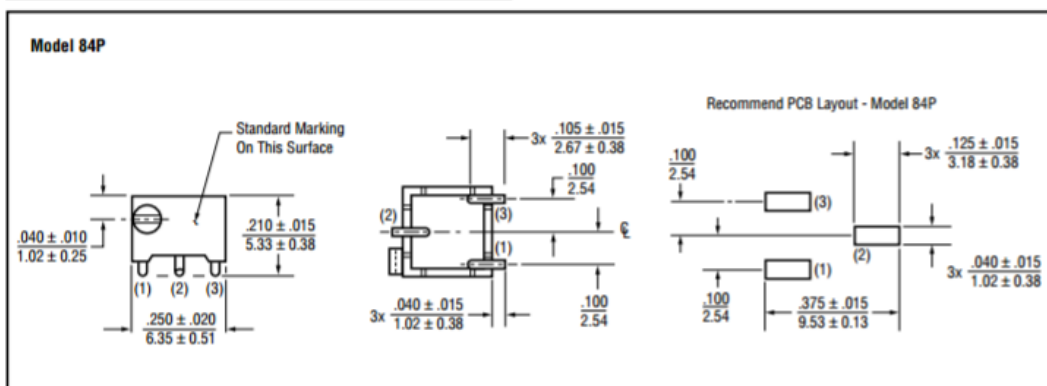 Model 84P
Standard Marking
On This Surface
.040 ± .010
1.02 ± 0.25
.210 ± .015
5.33 ± 0.38
(1) (2) (3)
.250 ± .020
6.35 ± 0.51
3x .105 ± .015
2.67 ± 0.38
.100
2.54
(2)
(3)
(1)
3x .040 ± .015
1.02 ± 0.38
.100
2.54
℄
Recommend PCB Layout - Model 84P
3x .125 ± .015
3.18 ± 0.38
.100
2.54
(3)
(2)
(1)
3x .040 ± .015
1.02 ± 0.38
.100
2.54
.375 ± .015
9.53 ± 0.13